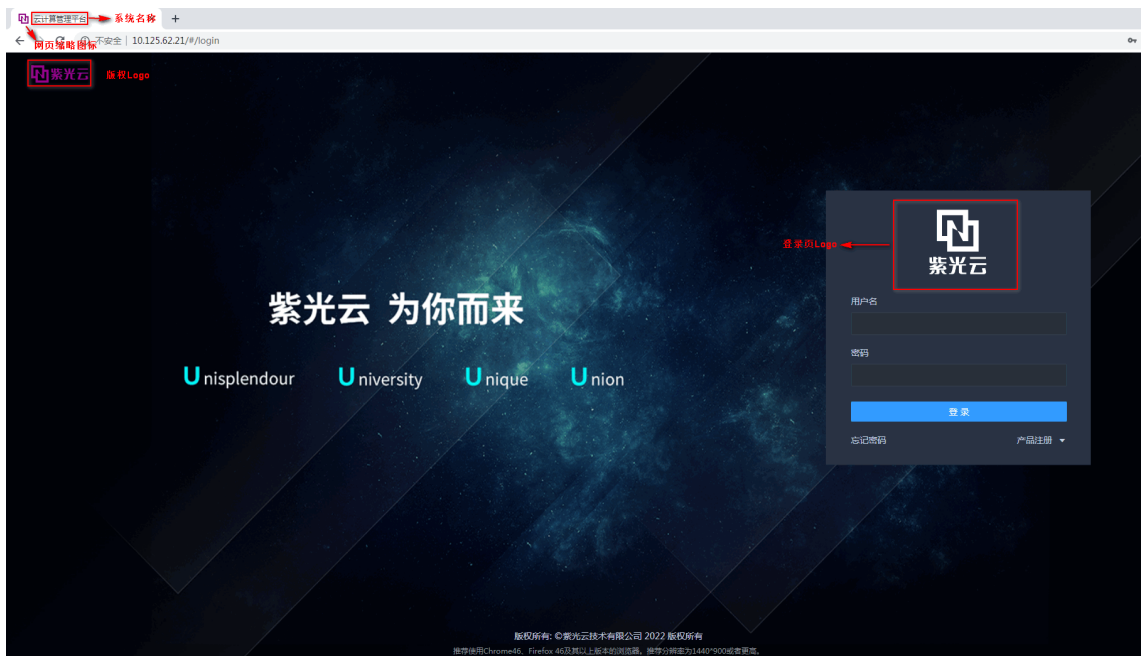 云计算管理平台 系统名称
网页缩略图标
不安全 | 10.125.62.21/#/login
紫光云 版权Logo
登录页Logo
紫光云
用户名
紫光云 为你而来
密码
Unisplendour University Unique Union
登录
忘记密码 产品注册
版权所有: ©紫光云技术有限公司 2022 版权所有
推荐使用Chrome46、Firefox 46及其以上版本的浏览器。推荐分辨率为1440*900或者更高。